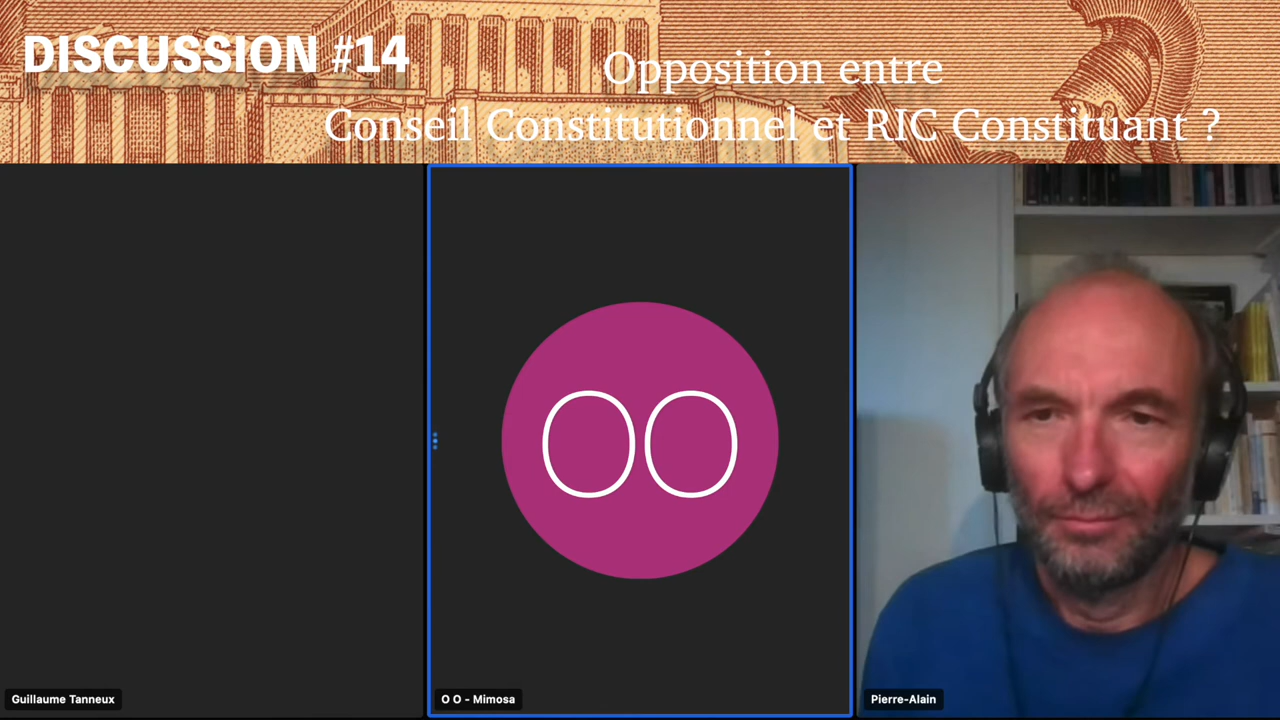 DISCUSSION #14
Opposition entre
Conseil Constitutionnel et RIC Constituant ?
OO
Guillaume Tanneux
O O - Mimosa
Pierre-Alain